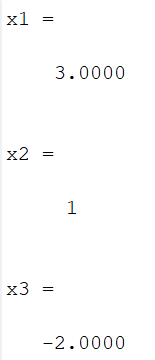 x1 =
3.0000
x2 =
1
x3 =
-2.0000